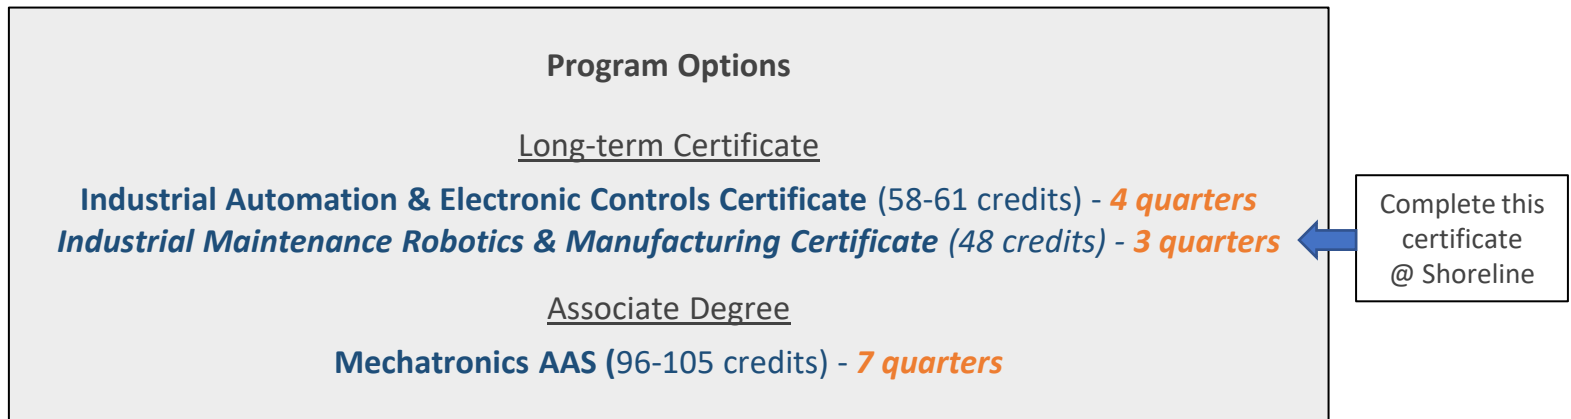 Program Options
Long-term Certificate
Industrial Automation & Electronic Controls Certificate (58-61 credits) - 4 quarters
Industrial Maintenance Robotics & Manufacturing Certificate (48 credits) - 3 quarters
Associate Degree
Mechatronics AAS (96-105 credits) - 7 quarters
Complete this
certificate
@ Shoreline